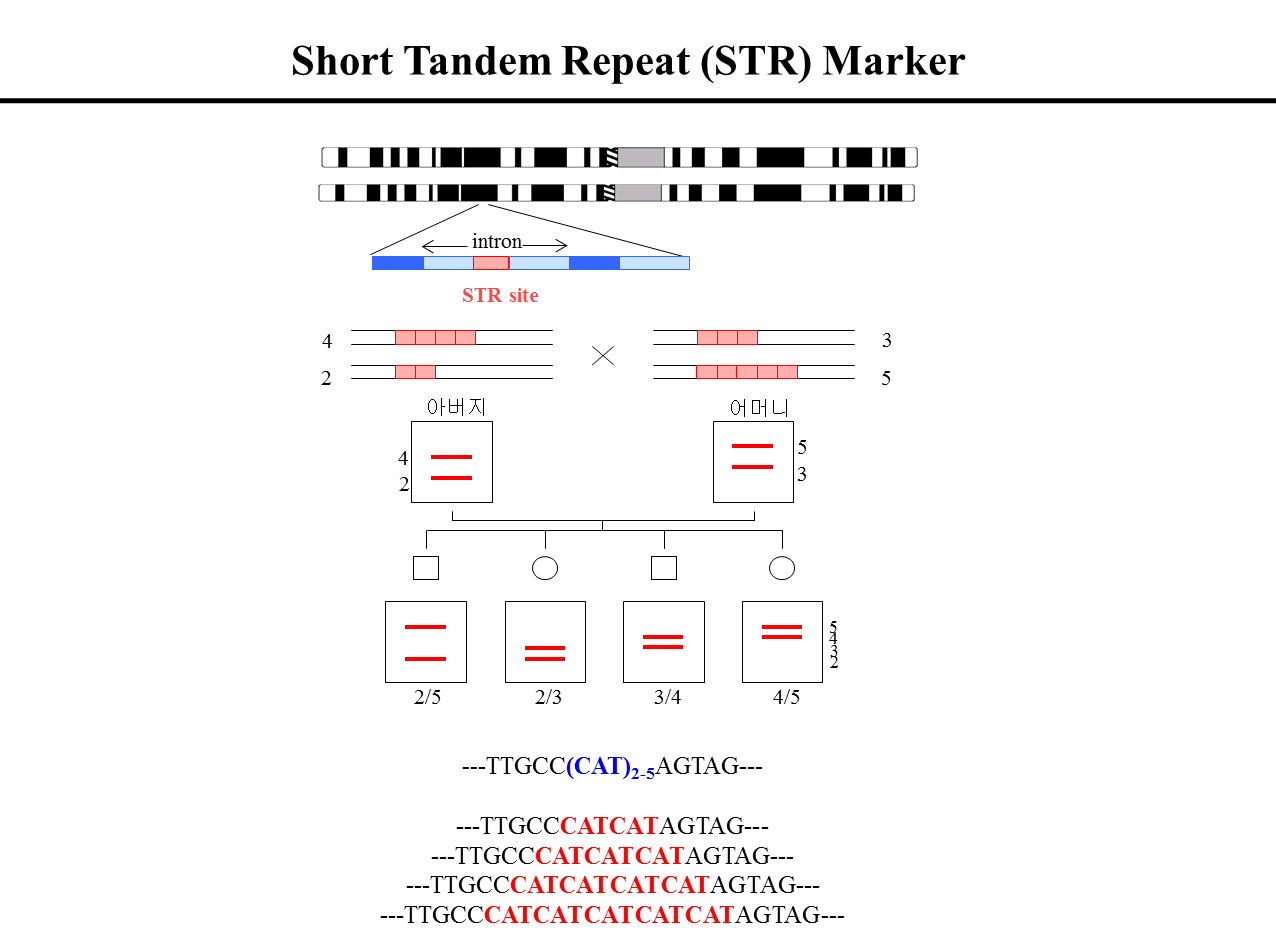 Short Tandem Repeat (STR) Marker
intron
STR site
4
3
2
5
아버지
어머니
4
2
5
3
5
4
3
2
2/5
2/3
3/4
4/5
---TTGCC(CAT)2-5AGTAG---
---TTGCCCATCATAGTAG---
---TTGCCCATCATCATAGTAG---
---TTGCCCATCATCATCATAGTAG---
---TTGCCCATCATCATCATCATAGTAG---